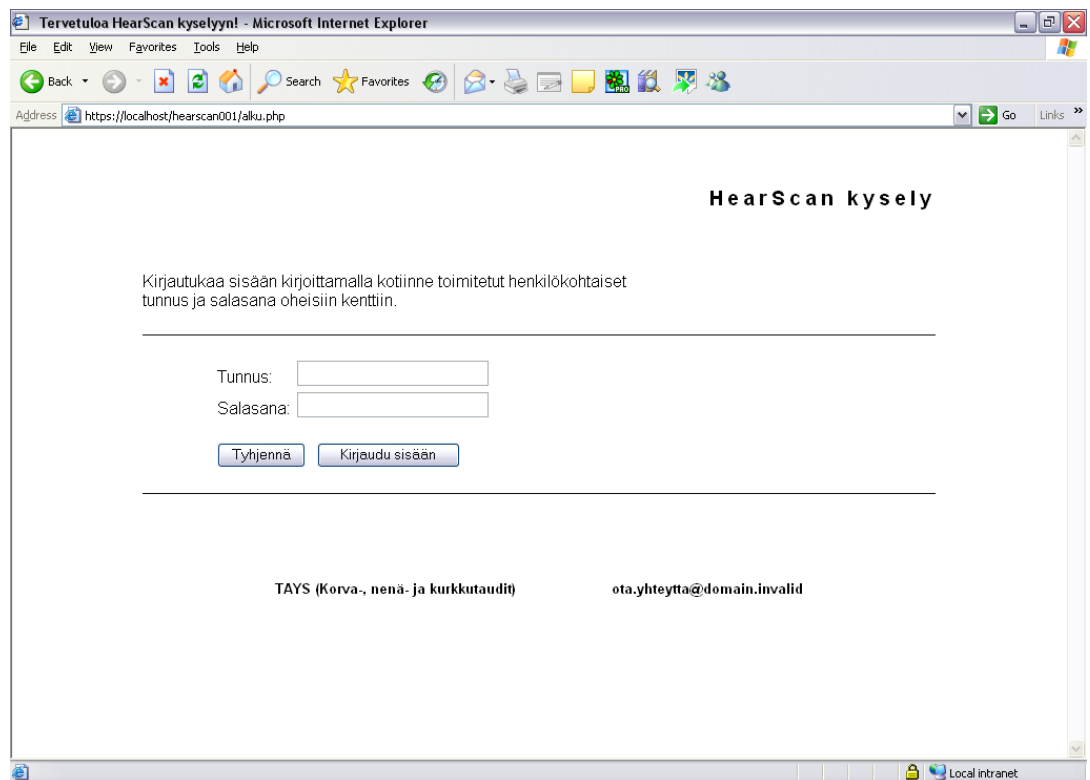 Tervetuloa HearScan kyselyyn! - Microsoft Internet Explorer
File Edit View Favorites Tools Help
Back Search Favorites PRO
Address https://localhost/hearscan001/alku.php Go Links »
HearScan kysely
Kirjautukaa sisään kirjoittamalla kotiinne toimitetut henkilökohtaiset
tunnus ja salasana oheisiin kenttiin.
Tunnus:
Salasana:
Tyhjennä Kirjaudu sisään
TAYS (Korva-, nenä- ja kurkkutaudit) ota.yhteytta@domain.invalid
Local intranet